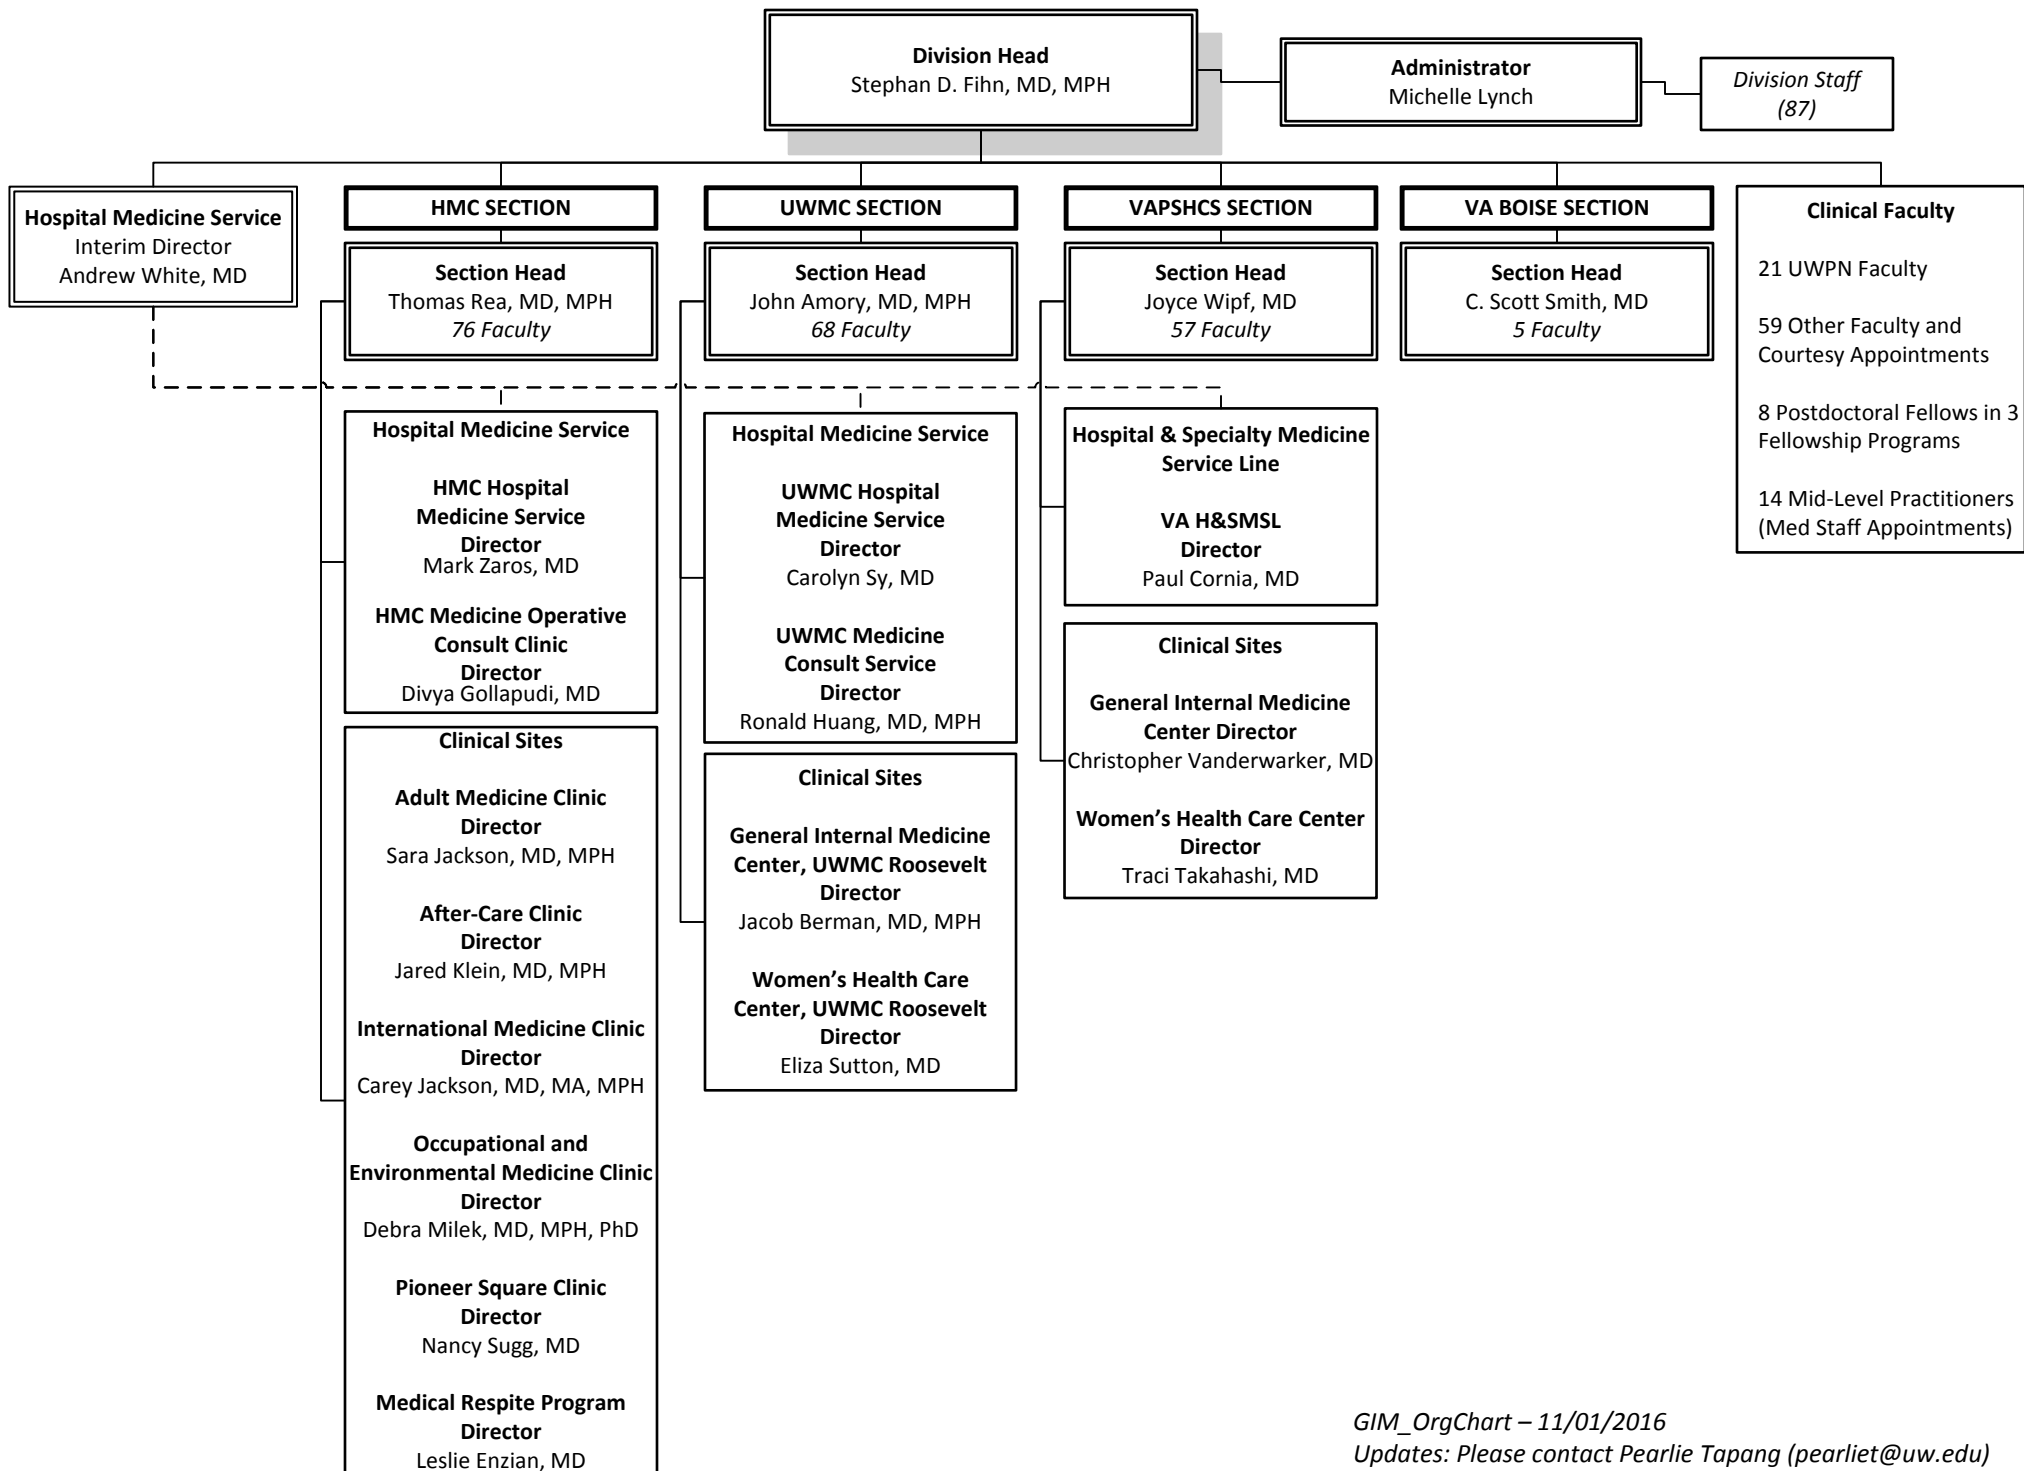 Division Head
Stephan D. Fihn, MD, MPH
Administrator
Michelle Lynch
Division Staff
(87)
Hospital Medicine Service
Interim Director
Andrew White, MD
HMC SECTION
Section Head
Thomas Rea, MD, MPH
76 Faculty
UWMC SECTION
Section Head
John Amory, MD, MPH
68 Faculty
VAPSHCS SECTION
Section Head
Joyce Wipf, MD
57 Faculty
VA BOISE SECTION
Section Head
C. Scott Smith, MD
5 Faculty
Clinical Faculty
21 UWPN Faculty
59 Other Faculty and
Courtesy Appointments
8 Postdoctoral Fellows in 3
Fellowship Programs
14 Mid-Level Practitioners
(Med Staff Appointments)
Hospital Medicine Service
HMC Hospital
Medicine Service
Director
Mark Zaros, MD
HMC Medicine Operative
Consult Clinic
Director
Divya Gollapudi, MD
Clinical Sites
Adult Medicine Clinic
Director
Sara Jackson, MD, MPH
After-Care Clinic
Director
Jared Klein, MD, MPH
International Medicine Clinic
Director
Carey Jackson, MD, MA, MPH
Occupational and
Environmental Medicine Clinic
Director
Debra Milek, MD, MPH, PhD
Pioneer Square Clinic
Director
Nancy Sugg, MD
Medical Respite Program
Director
Leslie Enzian, MD
Hospital Medicine Service
UWMC Hospital
Medicine Service
Director
Carolyn Sy, MD
UWMC Medicine
Consult Service
Director
Ronald Huang, MD, MPH
Clinical Sites
General Internal Medicine
Center, UWMC Roosevelt
Director
Jacob Berman, MD, MPH
Women’s Health Care
Center, UWMC Roosevelt
Director
Eliza Sutton, MD
Hospital & Specialty Medicine
Service Line
VA H&SMSL
Director
Paul Cornia, MD
Clinical Sites
General Internal Medicine
Center Director
Christopher Vanderwarker, MD
Women’s Health Care Center
Director
Traci Takahashi, MD
GIM_OrgChart – 11/01/2016
Updates: Please contact Pearlie Tapang (pearliet@uw.edu)